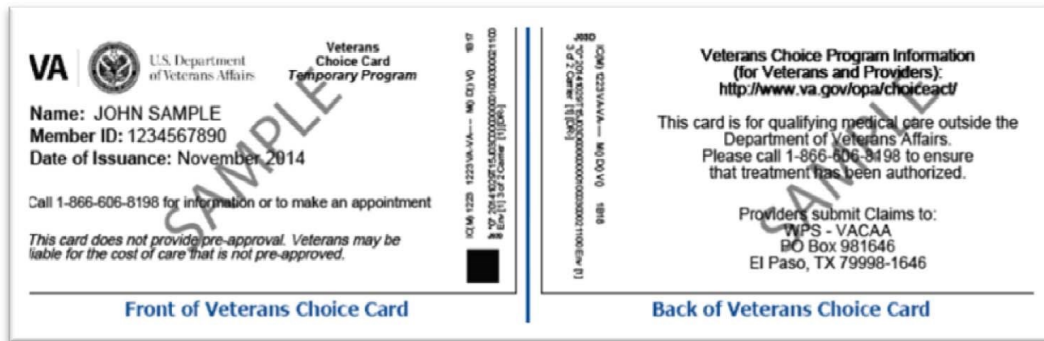 VA
U.S. Department
of Veterans Affairs
Veterans
Choice Card
Temporary Program
Name: JOHN SAMPLE
Member ID: 1234567890
Date of Issuance: November 2014
Call 1-866-606-8198 for information or to make an appointment
This card does not provide pre-approval. Veterans may be
liable for the cost of care that is not pre-approved.
SAMPLE
Front of Veterans Choice Card
Veterans Choice Program Information
(for Veterans and Providers):
http://www.va.gov/opa/choiceact/
This card is for qualifying medical care outside the
Department of Veterans Affairs.
Please call 1-866-606-8198 to ensure
that treatment has been authorized.
Providers submit Claims to:
WPS - VACAA
PO Box 981646
El Paso, TX 79998-1646
SAMPLE
Back of Veterans Choice Card